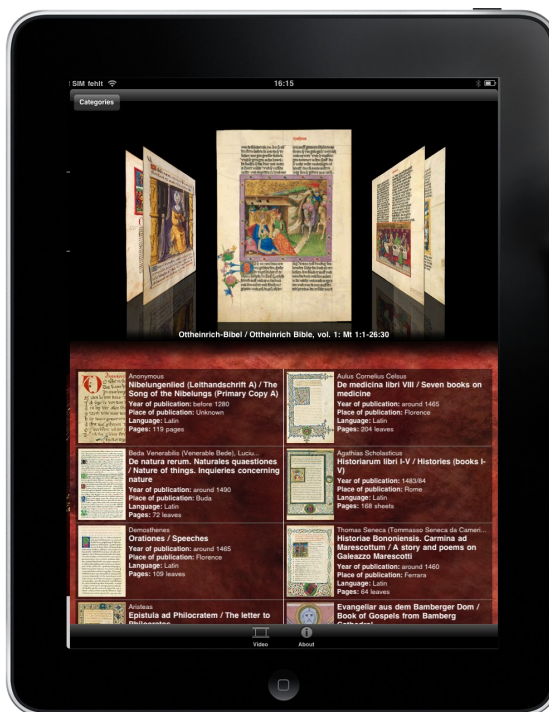 SIM fehlt
16:15
Categories
Ottheinrich-Bibel / Ottheinrich Bible, vol. 1: Mt 1:1-26:30
Anonymous
Nibelungenlied (Leithandschrift A) / The
Song of the Nibelungs (Primary Copy A)
Year of publication: before 1280
Place of publication: Unknown
Language: Latin
Pages: 119 pages
Aulus Cornelius Celsus
De medicina libri VIII / Seven books on
medicine
Year of publication: around 1465
Place of publication: Florence
Language: Latin
Pages: 204 leaves
Beda Venerabilis (Venerable Bede), Luciu...
De natura rerum. Naturales quaestiones
/ Nature of things. Inquieries concerning
nature
Year of publication: around 1490
Place of publication: Buda
Language: Latin
Pages: 72 leaves
Agathias Scholasticus
Historiarum libri I-V / Histories (books I-
V)
Year of publication: 1483/84
Place of publication: Rome
Language: Latin
Pages: 168 sheets
Demosthenes
Orationes / Speeches
Year of publication: around 1465
Place of publication: Florence
Language: Latin
Pages: 109 leaves
Thomas Seneca (Tommasso Seneca da Cameri...
Historiae Bononiensis. Carmina ad
Marescottum / A story and poems on
Galeazzo Marescotti
Year of publication: around 1460
Place of publication: Ferrara
Language: Latin
Pages: 64 leaves
Aristeas
Epistula ad Philocratem / The letter to
Philocrates
Evangeliar aus dem Bamberger Dom /
Book of Gospels from Bamberg
Cathedral
Video
About